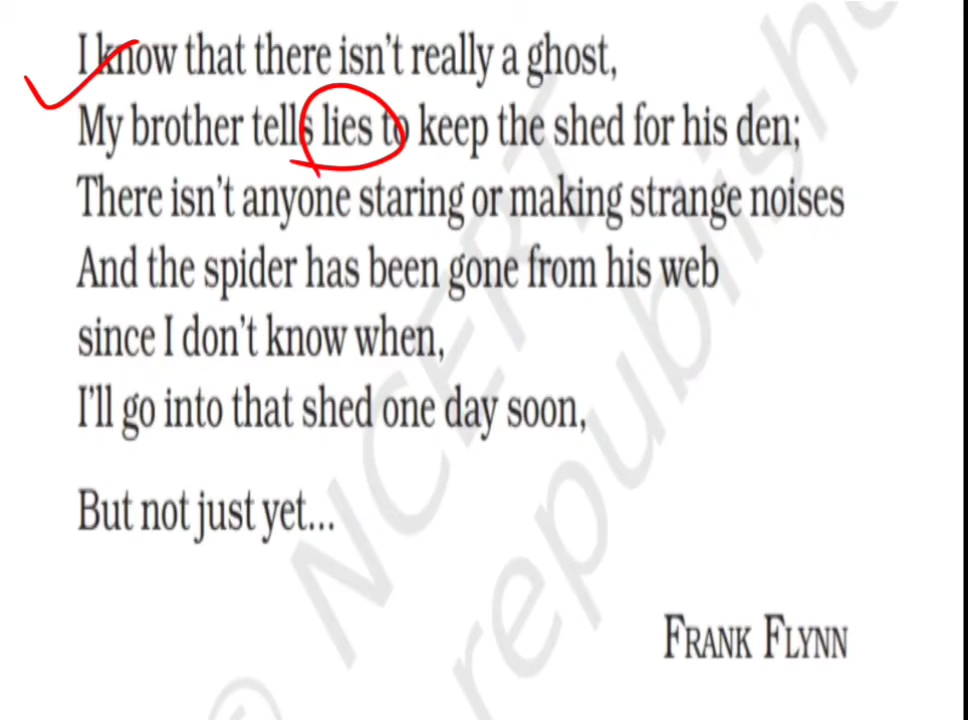 I know that there isn't really a ghost,
My brother tells lies to keep the shed for his den;
There isn't anyone staring or making strange noises
And the spider has been gone from his web
since I don't know when,
I'll go into that shed one day soon,
But not just yet...
FRANK FLYNN
© NCERT
republish